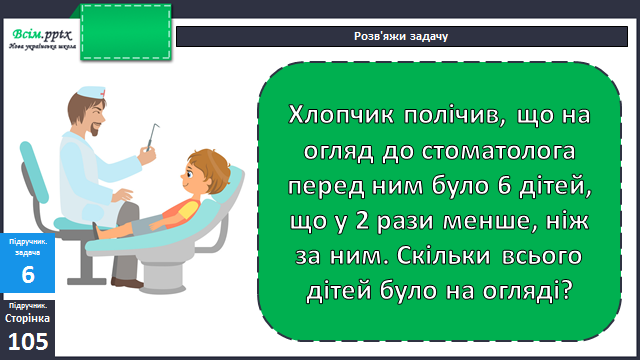 Всім.pptx
Нова українська школа
Розв'яжи задачу
Хлопчик полічив, що на
огляд до стоматолога
перед ним було 6 дітей,
що у 2 рази менше, ніж
за ним. Скільки всього
дітей було на огляді?
Підручник.
задача
6
Підручник.
Сторінка
105